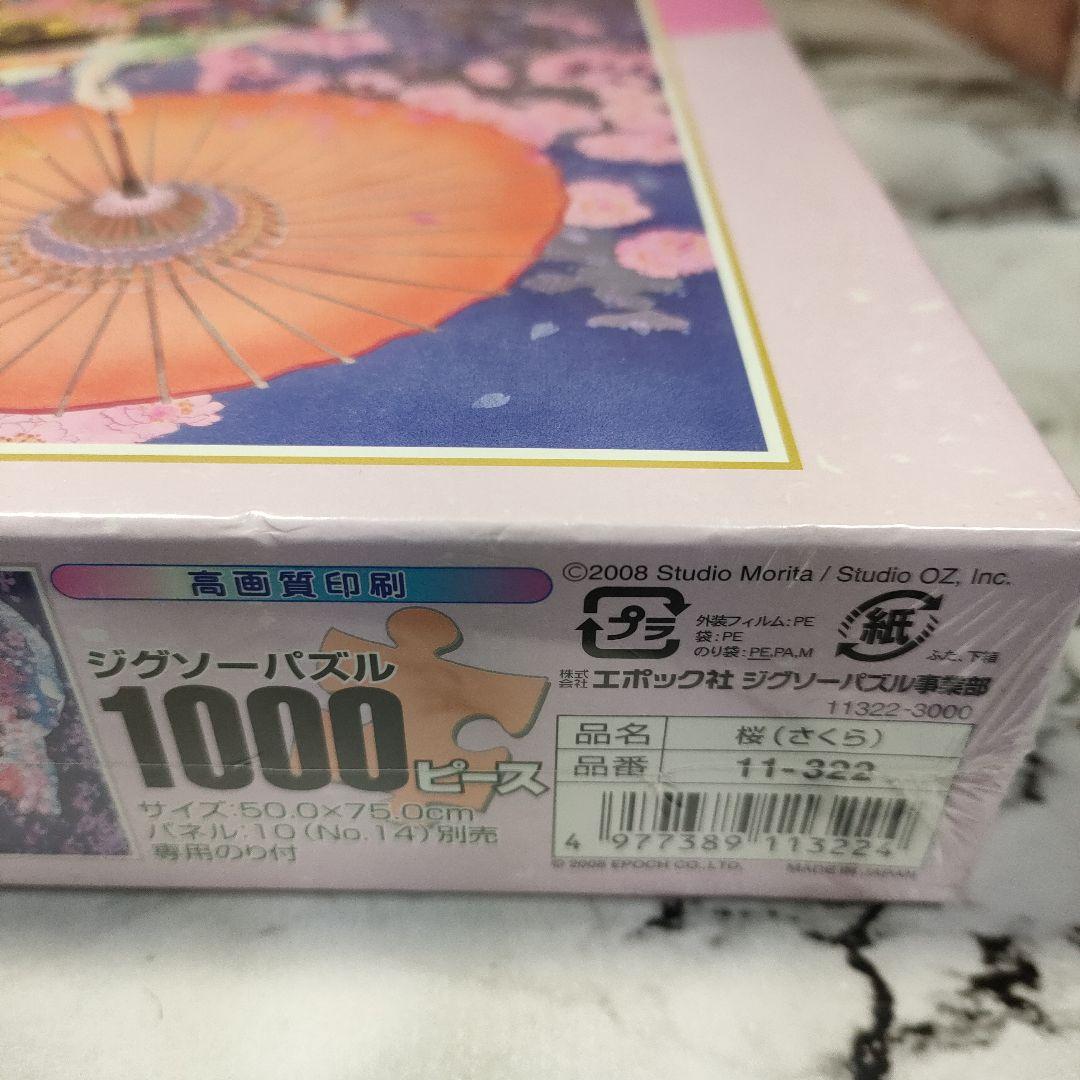 高画質印刷
ジグソーパズル
1000ピース
サイズ:50.0×75.0cm
パネル:10(No.14)別売
専用のり付
©2008 Studio Morita / Studio OZ, Inc.
プラ
外装フィルム:PE
袋:PE
のり袋:PE,PA,M
紙
ふた、下箱
株式会社 エポック社 ジグソーパズル事業部
11322-3000
品名 桜(さくら)
品番 11-322
4 977389 113224
© 2008 EPOCH CO., LTD. MADE IN JAPAN